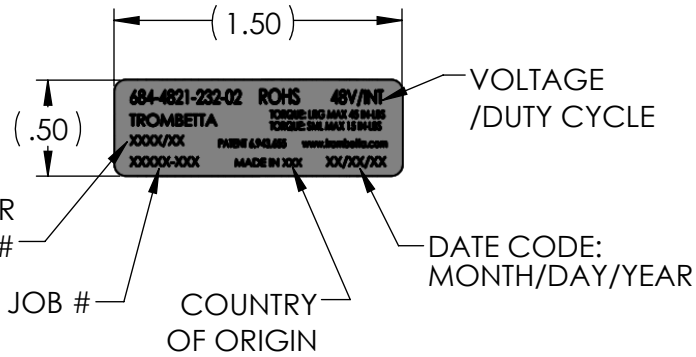 (1.50)
(.50)
684-4821-232-02 ROHS 48V/INT
TROMBETTA
TORQUE: LRG MAX 45 IN-LBS
TORQUE: SML MAX 15 IN-LBS
XXXX/XX PATENT 6,943,655 www.trombetta.com
XXXXX-XXX MADE IN XXX XX/XX/XX
VOLTAGE
/DUTY CYCLE
R
#
JOB #
COUNTRY
OF ORIGIN
DATE CODE:
MONTH/DAY/YEAR